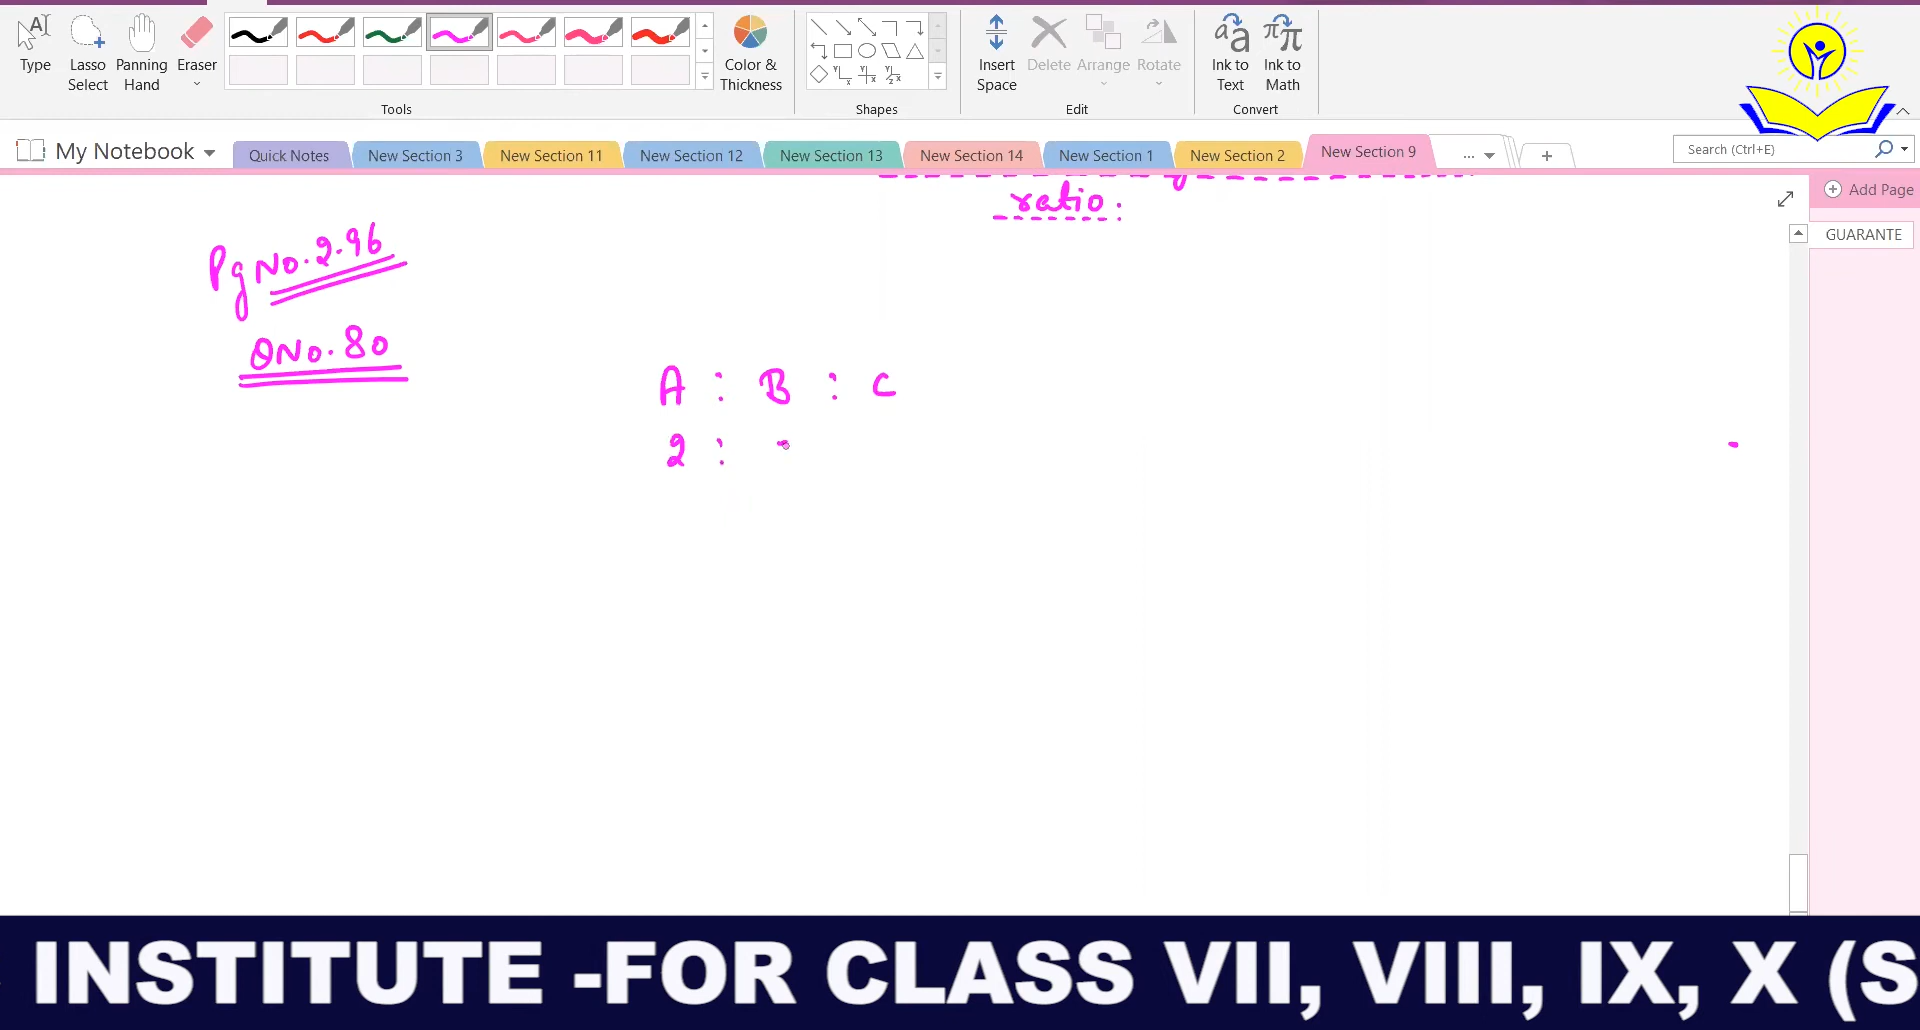 Type
Lasso Select
Panning Hand
Eraser
Color & Thickness
Insert Space
Delete
Arrange
Rotate
Ink to Text
Ink to Math
Tools
Shapes
Edit
Convert
My Notebook
Quick Notes
New Section 3
New Section 11
New Section 12
New Section 13
New Section 14
New Section 1
New Section 2
New Section 9
...
Search (Ctrl+E)
Add Page
GUARANTE
ratio.
Pg No. 2.96
QNo. 80
A : B : C
2 :
INSTITUTE -FOR CLASS VII, VIII, IX, X (S